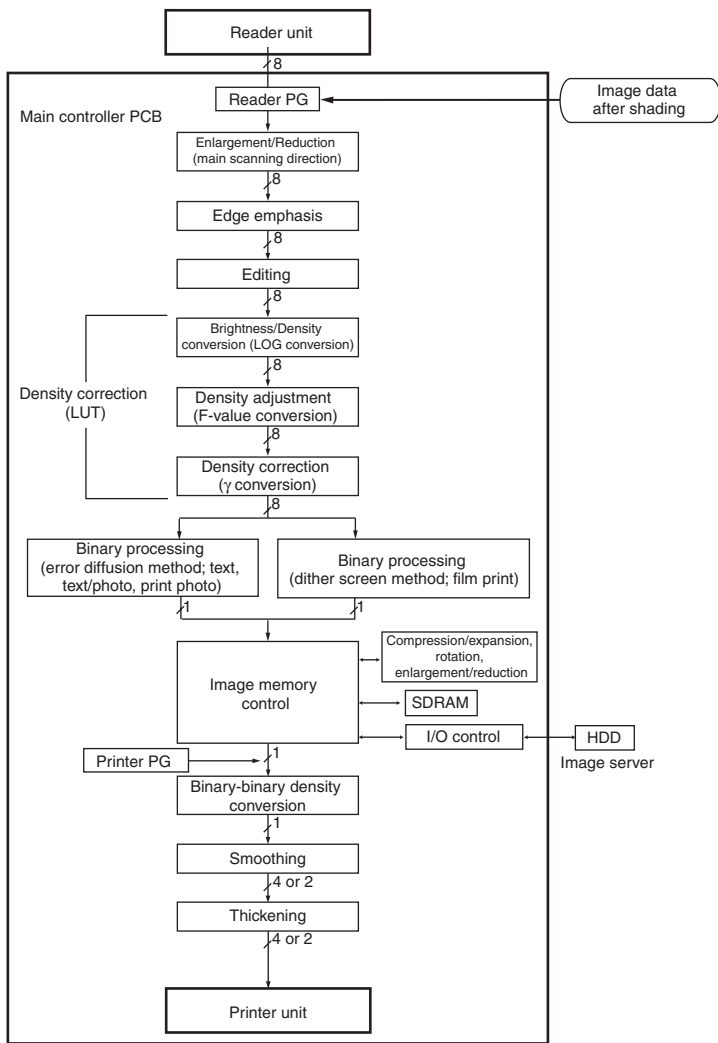 Reader unit
8
Reader PG
Image data
after shading
Main controller PCB
Enlargement/Reduction
(main scanning direction)
8
Edge emphasis
8
Editing
8
Brightness/Density
conversion (LOG conversion)
8
Density correction
(LUT)
Density adjustment
(F-value conversion)
8
Density correction
(γ conversion)
8
Binary processing
(error diffusion method; text,
text/photo, print photo)
Binary processing
(dither screen method; film print)
1
1
Image memory
control
Compression/expansion,
rotation,
enlargement/reduction
SDRAM
I/O control
HDD
Image server
Printer PG
1
Binary-binary density
conversion
1
Smoothing
4 or 2
Thickening
4 or 2
Printer unit